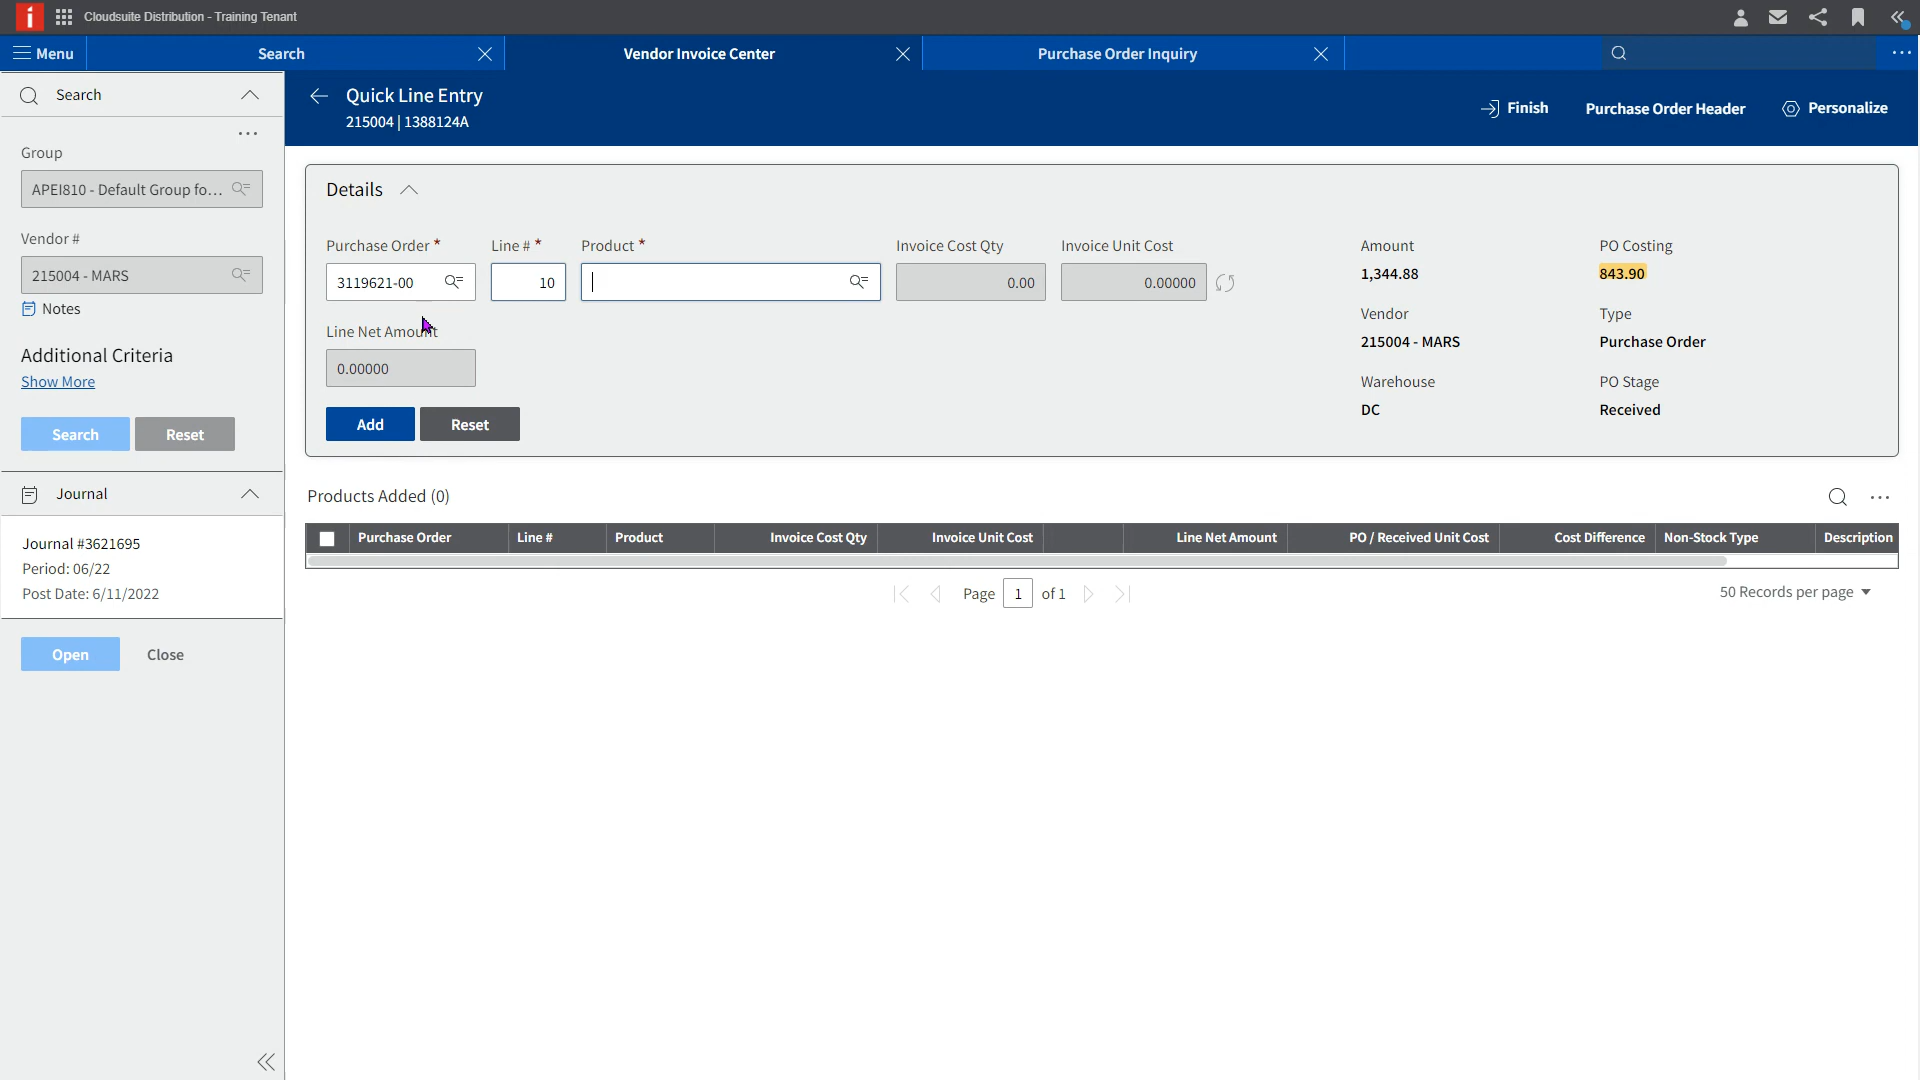 Cloudsuite Distribution - Training Tenant
Menu
Search
Vendor Invoice Center
Purchase Order Inquiry
Search
Group
APEI810 - Default Group fo...
Vendor #
215004 - MARS
Notes
Additional Criteria
Show More
Search Reset
Journal
Journal #3621695
Period: 06/22
Post Date: 6/11/2022
Open Close
Quick Line Entry
215004 | 1388124A
Finish
Purchase Order Header
Personalize
Details
Purchase Order * Line # * Product * Invoice Cost Qty Invoice Unit Cost
3119621-00 10 0.00 0.00000
Line Net Amount
0.00000
Add Reset
Amount PO Costing
1,344.88 843.90
Vendor Type
215004 - MARS Purchase Order
Warehouse PO Stage
DC Received
Products Added (0)
Purchase Order Line # Product Invoice Cost Qty Invoice Unit Cost Line Net Amount PO / Received Unit Cost Cost Difference Non-Stock Type Description
Page 1 of 1
50 Records per page